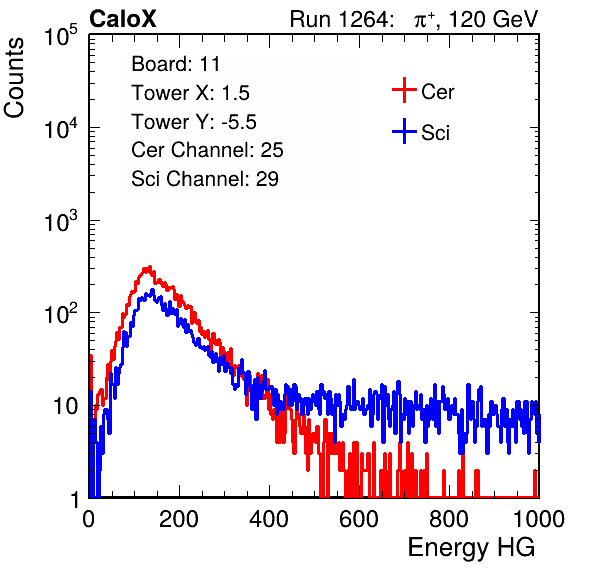 CaloX Run 1264: π⁺, 120 GeV
Counts
Board: 11
Tower X: 1.5
Tower Y: -5.5
Cer Channel: 25
Sci Channel: 29
Cer
Sci
10⁵
10⁴
10³
10²
10
1
0 200 400 600 800 1000
Energy HG